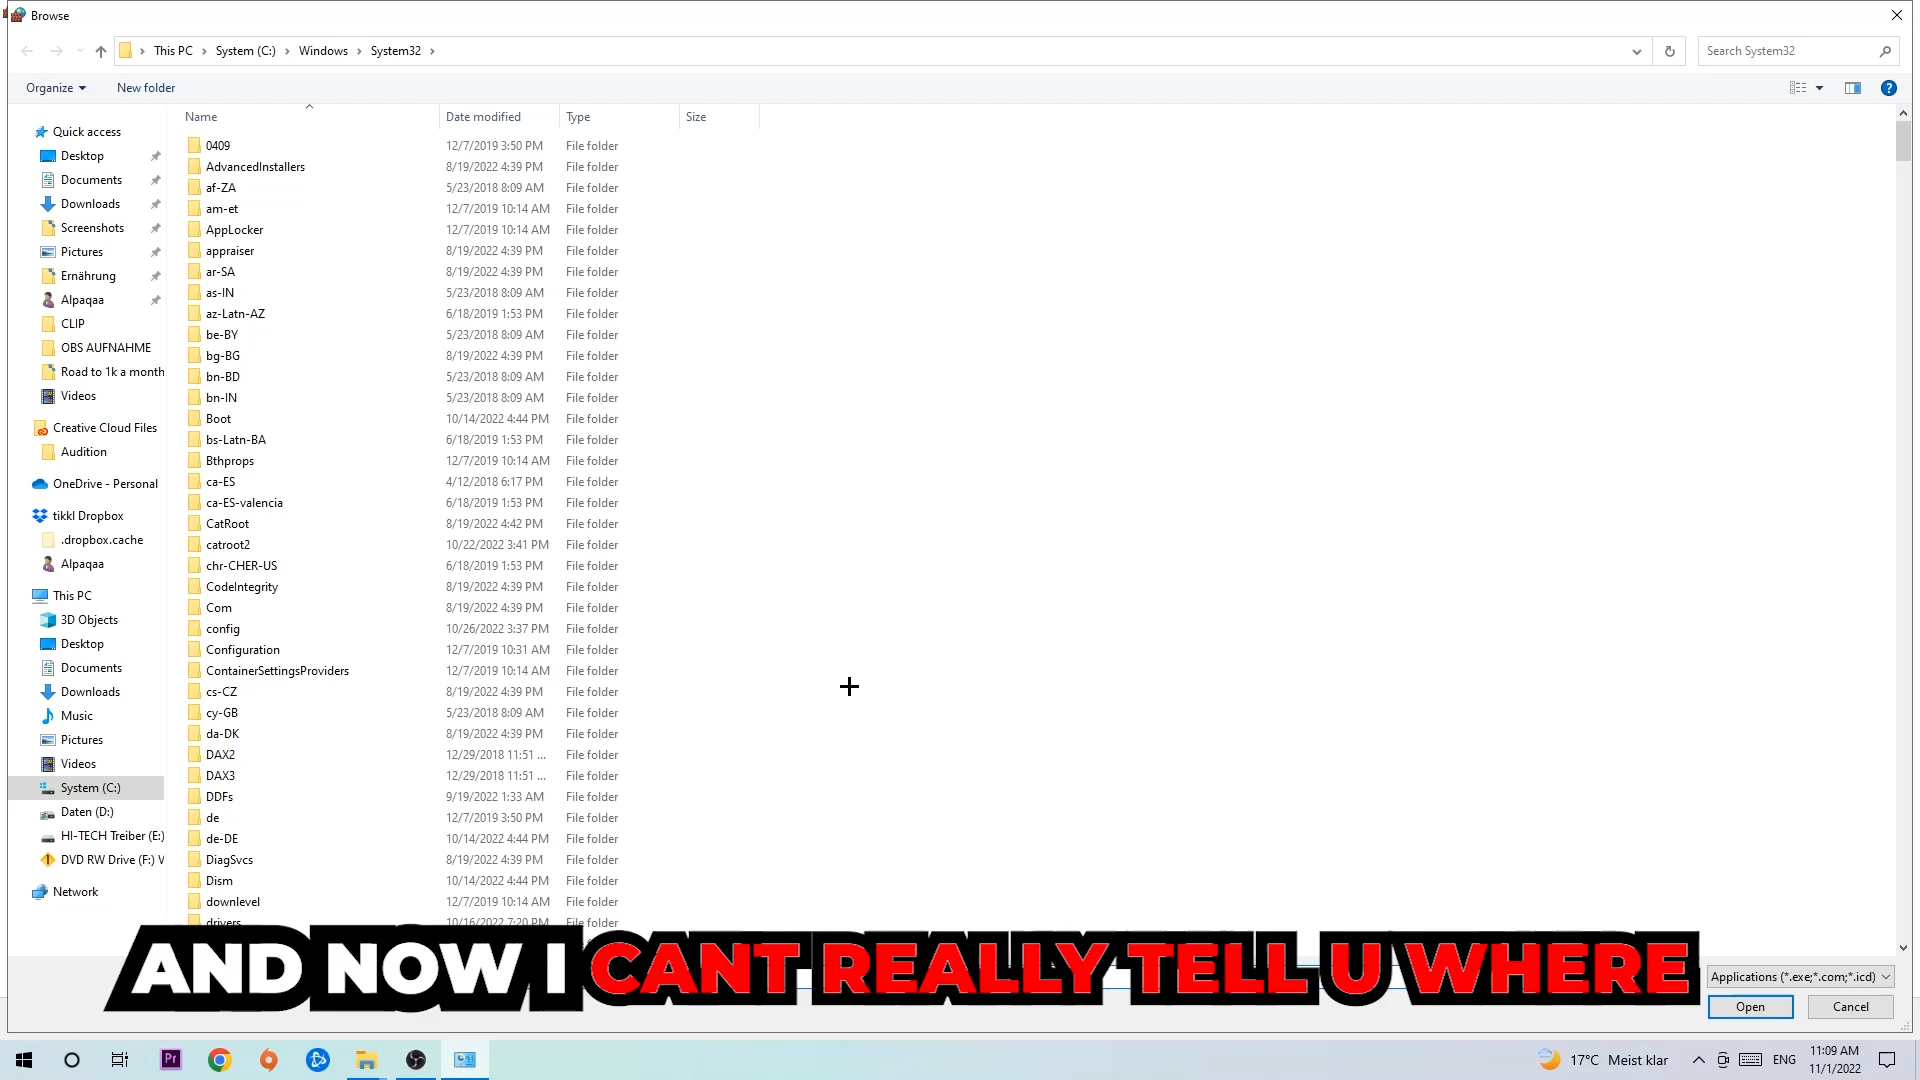 Browse
This PC > System (C:) > Windows > System32 >
Search System32
Organize
New folder
Name
Date modified
Type
Size
Quick access
Desktop
Documents
Downloads
Screenshots
Pictures
Ernährung
Alpaqaa
CLIP
OBS AUFNAHME
Road to 1k a month
Videos
Creative Cloud Files
Audition
OneDrive - Personal
tikkl Dropbox
.dropbox.cache
Alpaqaa
This PC
3D Objects
Desktop
Documents
Downloads
Music
Pictures
Videos
System (C:)
Daten (D:)
HI-TECH Treiber (E:)
DVD RW Drive (F:) V
Network
0409 12/7/2019 3:50 PM File folder
AdvancedInstallers 8/19/2022 4:39 PM File folder
af-ZA 5/23/2018 8:09 AM File folder
am-et 12/7/2019 10:14 AM File folder
AppLocker 12/7/2019 10:14 AM File folder
appraiser 8/19/2022 4:39 PM File folder
ar-SA 8/19/2022 4:39 PM File folder
as-IN 5/23/2018 8:09 AM File folder
az-Latn-AZ 6/18/2019 1:53 PM File folder
be-BY 5/23/2018 8:09 AM File folder
bg-BG 8/19/2022 4:39 PM File folder
bn-BD 5/23/2018 8:09 AM File folder
bn-IN 5/23/2018 8:09 AM File folder
Boot 10/14/2022 4:44 PM File folder
bs-Latn-BA 6/18/2019 1:53 PM File folder
Bthprops 12/7/2019 10:14 AM File folder
ca-ES 4/12/2018 6:17 PM File folder
ca-ES-valencia 6/18/2019 1:53 PM File folder
CatRoot 8/19/2022 4:42 PM File folder
catroot2 10/22/2022 3:41 PM File folder
chr-CHER-US 6/18/2019 1:53 PM File folder
CodeIntegrity 8/19/2022 4:39 PM File folder
Com 8/19/2022 4:39 PM File folder
config 10/26/2022 3:37 PM File folder
Configuration 12/7/2019 10:31 AM File folder
ContainerSettingsProviders 12/7/2019 10:14 AM File folder
cs-CZ 8/19/2022 4:39 PM File folder
cy-GB 5/23/2018 8:09 AM File folder
da-DK 8/19/2022 4:39 PM File folder
DAX2 12/29/2018 11:51 ... File folder
DAX3 12/29/2018 11:51 ... File folder
DDFs 9/19/2022 1:33 AM File folder
de 12/7/2019 3:50 PM File folder
de-DE 10/14/2022 4:44 PM File folder
DiagSvcs 8/19/2022 4:39 PM File folder
Dism 10/14/2022 4:44 PM File folder
downlevel 12/7/2019 10:14 AM File folder
drivers 10/16/2022 7:20 PM File folder
AND NOW I CANT REALLY TELL U WHERE
Applications (*.exe;*.com;*.icd)
Open
Cancel
Pr
17°C Meist klar
ENG
11:09 AM
11/1/2022